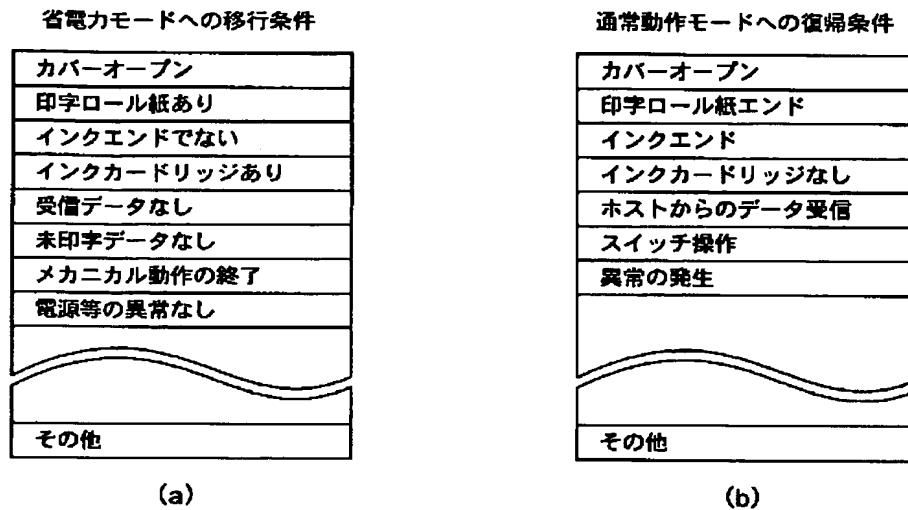 省電力モードへの移行条件
カバーオープン
印字ロール紙あり
インクエンドでない
インクカードリッジあり
受信データなし
未印字データなし
メカニカル動作の終了
電源等の異常なし
その他
(a)
通常動作モードへの復帰条件
カバーオープン
印字ロール紙エンド
インクエンド
インクカードリッジなし
ホストからのデータ受信
スイッチ操作
異常の発生
その他
(b)